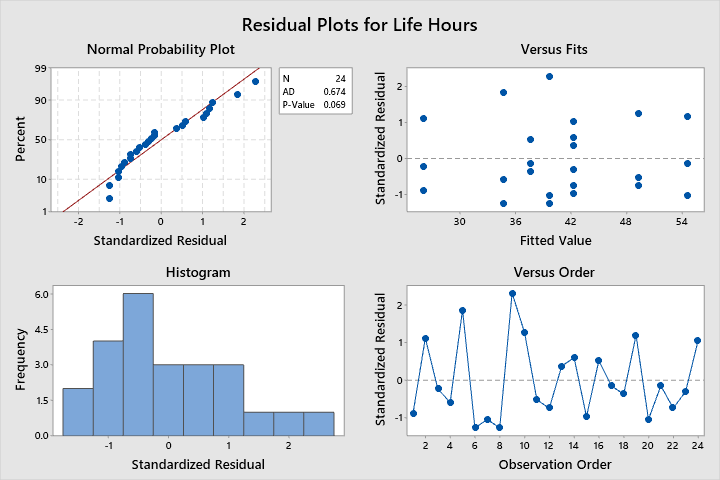 Residual Plots for Life Hours
Normal Probability Plot
99
90
50
10
1
Percent
-2 -1 0 1 2
Standardized Residual
N 24
AD 0.674
P-Value 0.069
Versus Fits
2
1
0
-1
Standardized Residual
30 36 42 48 54
Fitted Value
Histogram
6.0
4.5
3.0
1.5
0.0
Frequency
-1 0 1 2
Standardized Residual
Versus Order
2
1
0
-1
Standardized Residual
2 4 6 8 10 12 14 16 18 20 22 24
Observation Order